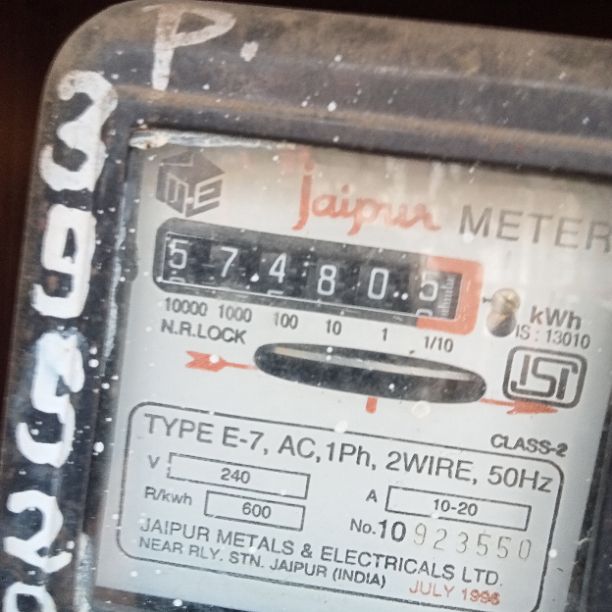 P.
Jaipur METER
5 7.4 8 0.5
10000 1000 100 10 1 1/10
kWh
N.R.LOCK
IS : 13010
ISI
CLASS-2
TYPE E-7, AC,1Ph, 2WIRE, 50Hz
V 240
A 10-20
R/kwh 600
No.10 923550
JAIPUR METALS & ELECTRICALS LTD.
NEAR RLY. STN. JAIPUR (INDIA) JULY 1996